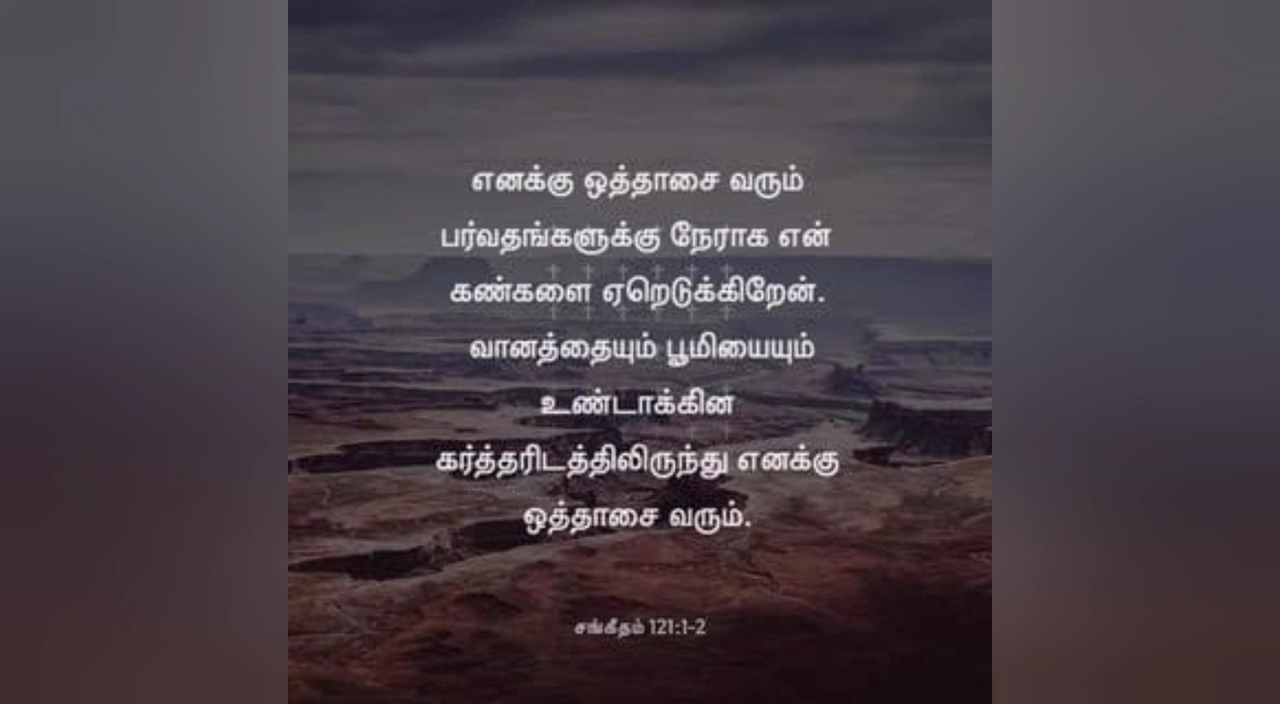 எனக்கு ஒத்தாசை வரும்
பர்வதங்களுக்கு நேராக என்
கண்களை ஏறெடுக்கிறேன்.
வானத்தையும் பூமியையும்
உண்டாக்கின
கர்த்தரிடத்திலிருந்து எனக்கு
ஒத்தாசை வரும்.
சங்கீதம் 121:1-2